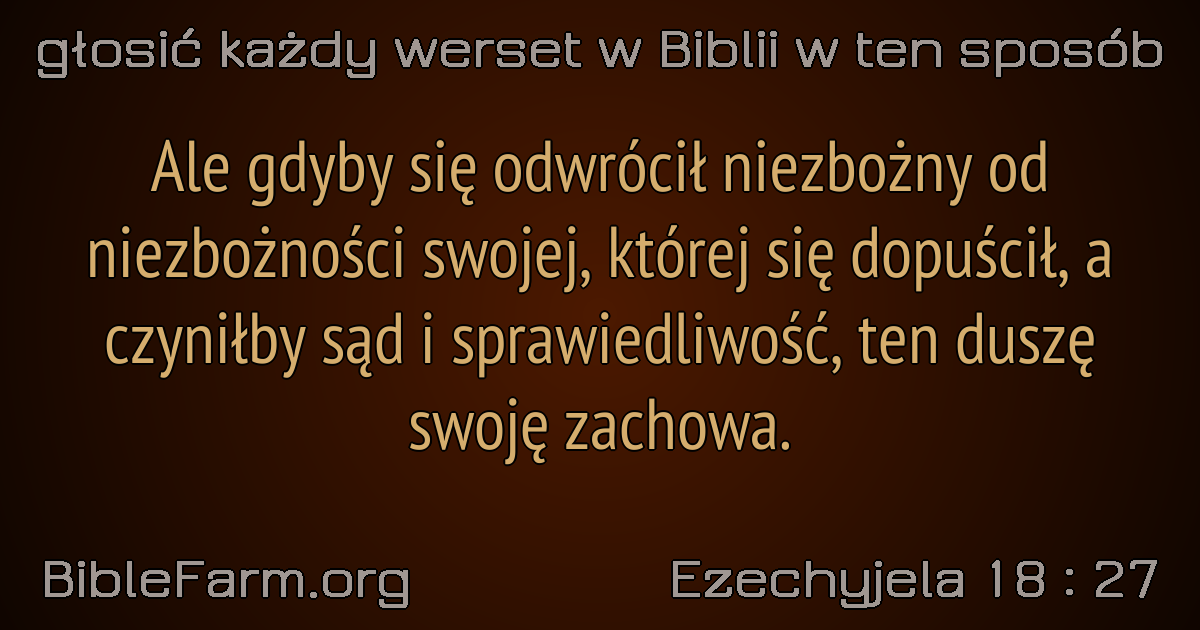 głosić każdy werset w Biblii w ten sposób
Ale gdyby się odwrócił niezbożny od
niezbożności swojej, której się dopuścił, a
czyniłby sąd i sprawiedliwość, ten duszę
swoję zachowa.
BibleFarm.org
Ezechyjela 18 : 27